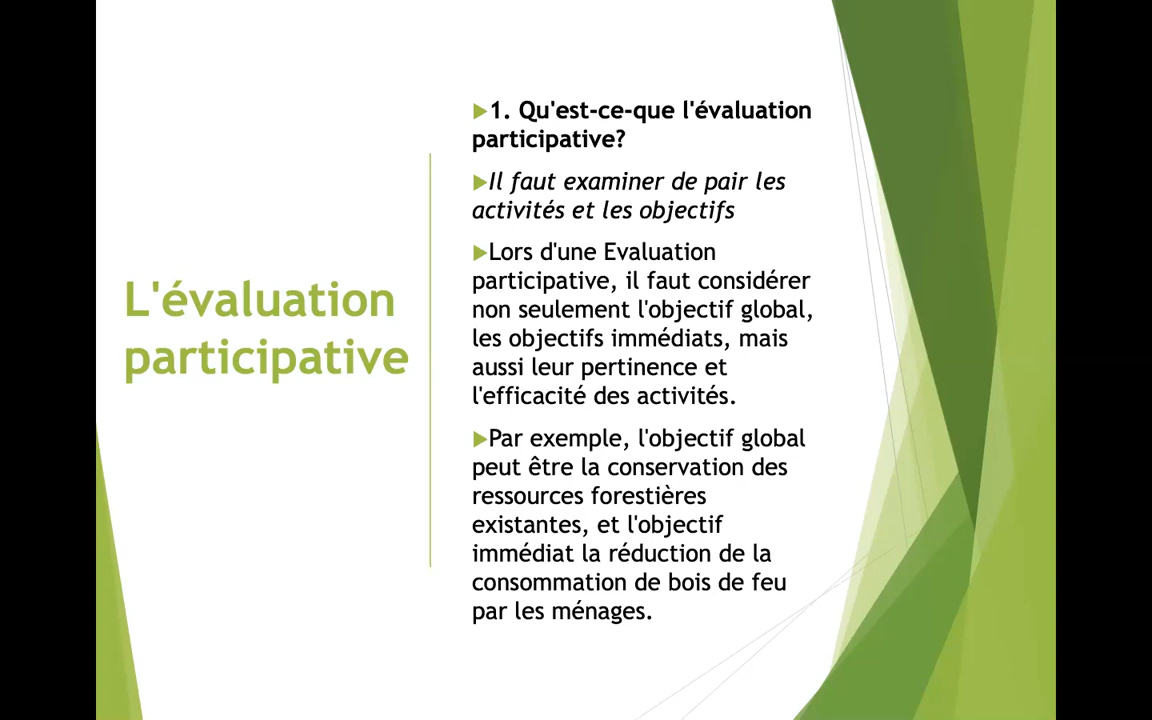 L'évaluation
participative
1. Qu'est-ce-que l'évaluation
participative?
Il faut examiner de pair les
activités et les objectifs
Lors d'une Evaluation
participative, il faut considérer
non seulement l'objectif global,
les objectifs immédiats, mais
aussi leur pertinence et
l'efficacité des activités.
Par exemple, l'objectif global
peut être la conservation des
ressources forestières
existantes, et l'objectif
immédiat la réduction de la
consommation de bois de feu
par les ménages.